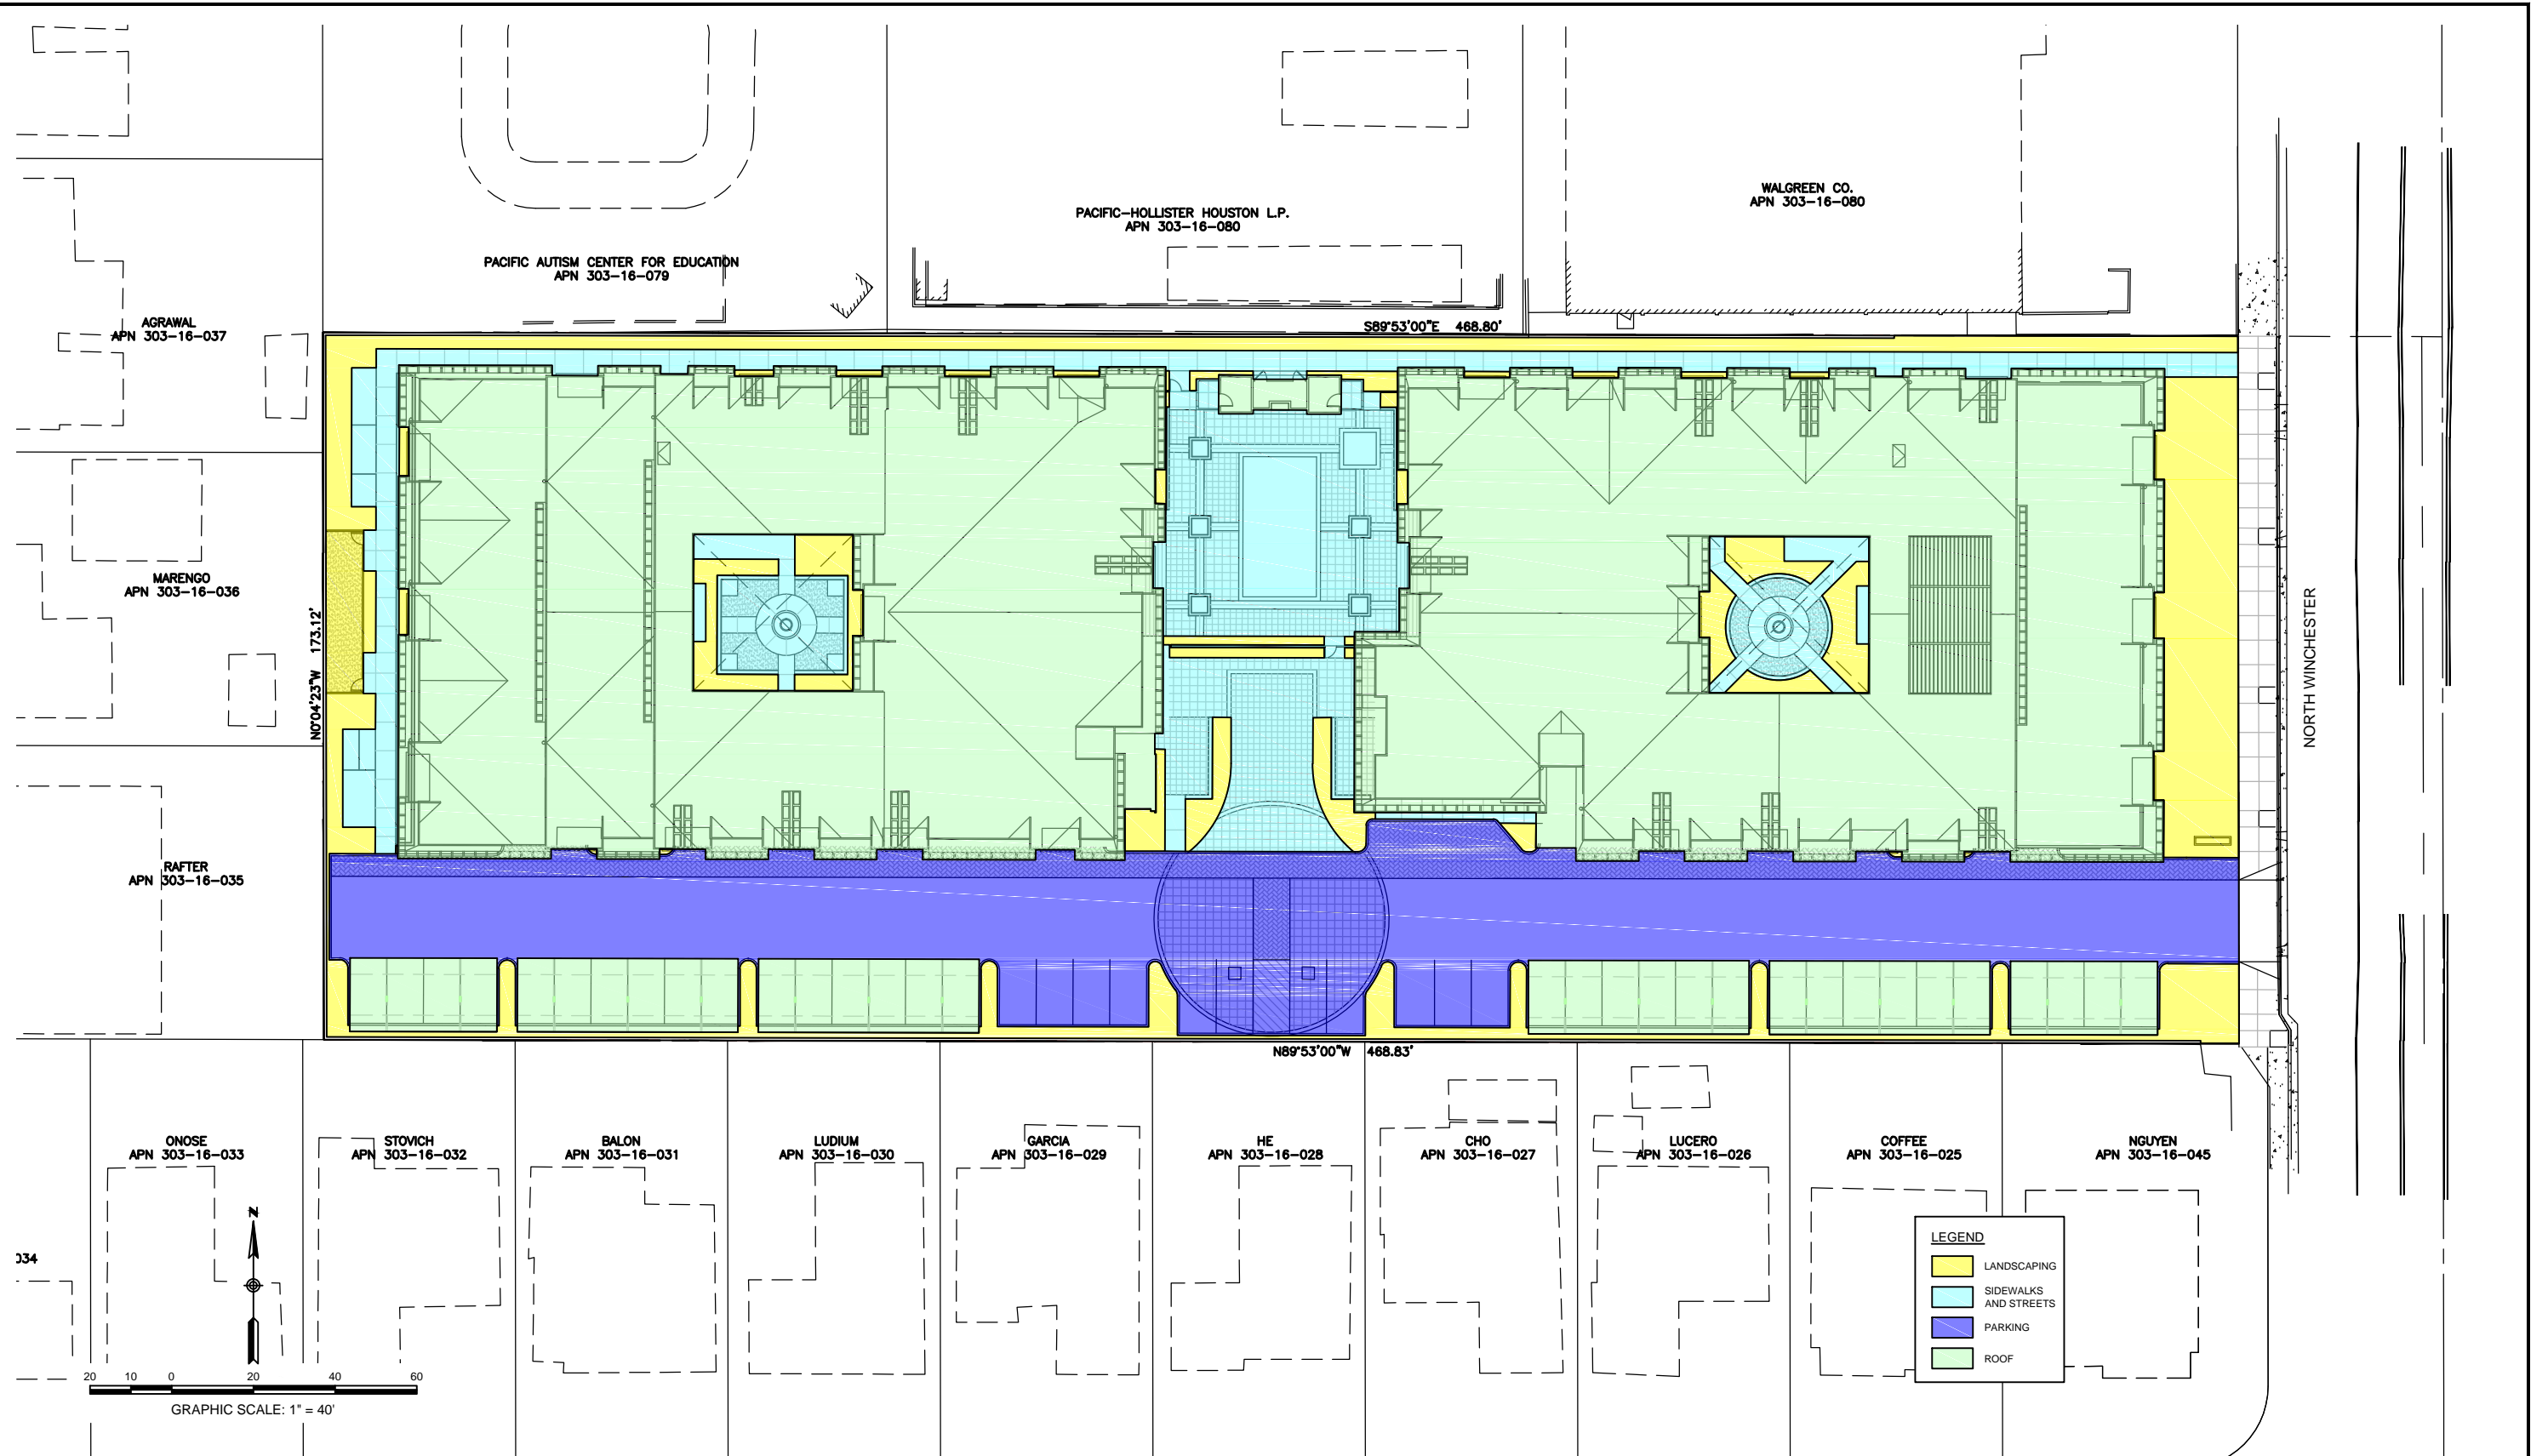 WALGREEN CO.
APN 303-16-080
PACIFIC-HOLLISTER HOUSTON L.P.
APN 303-16-080
PACIFIC AUTISM CENTER FOR EDUCATION
APN 303-16-079
AGRAWAL
APN 303-16-037
S89°53'00"E 468.80'
MARENGO
APN 303-16-036
N0°04'23"W 173.12'
NORTH WINCHESTER
RAFTER
APN 303-16-035
N89°53'00"W 468.83'
ONOSE
APN 303-16-033
STOVICH
APN 303-16-032
BALON
APN 303-16-031
LUDIUM
APN 303-16-030
GARCIA
APN 303-16-029
HE
APN 303-16-028
CHO
APN 303-16-027
LUCERO
APN 303-16-026
COFFEE
APN 303-16-025
NGUYEN
APN 303-16-045
N
034
20 10 0 20 40 60
GRAPHIC SCALE: 1" = 40'
LEGEND
LANDSCAPING
SIDEWALKS
AND STREETS
PARKING
ROOF